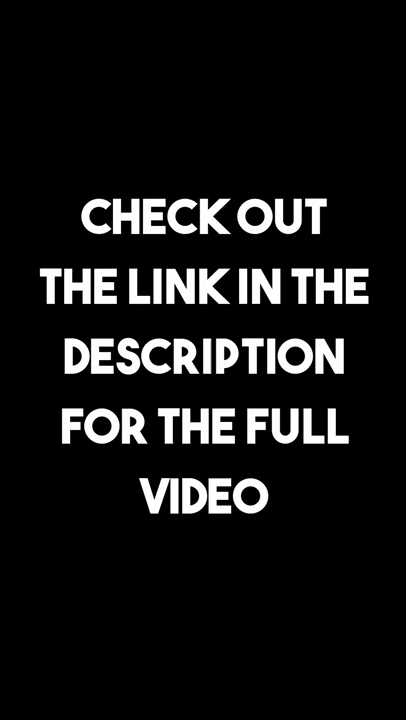 CHECK OUT
THE LINK IN THE
DESCRIPTION
FOR THE FULL
VIDEO